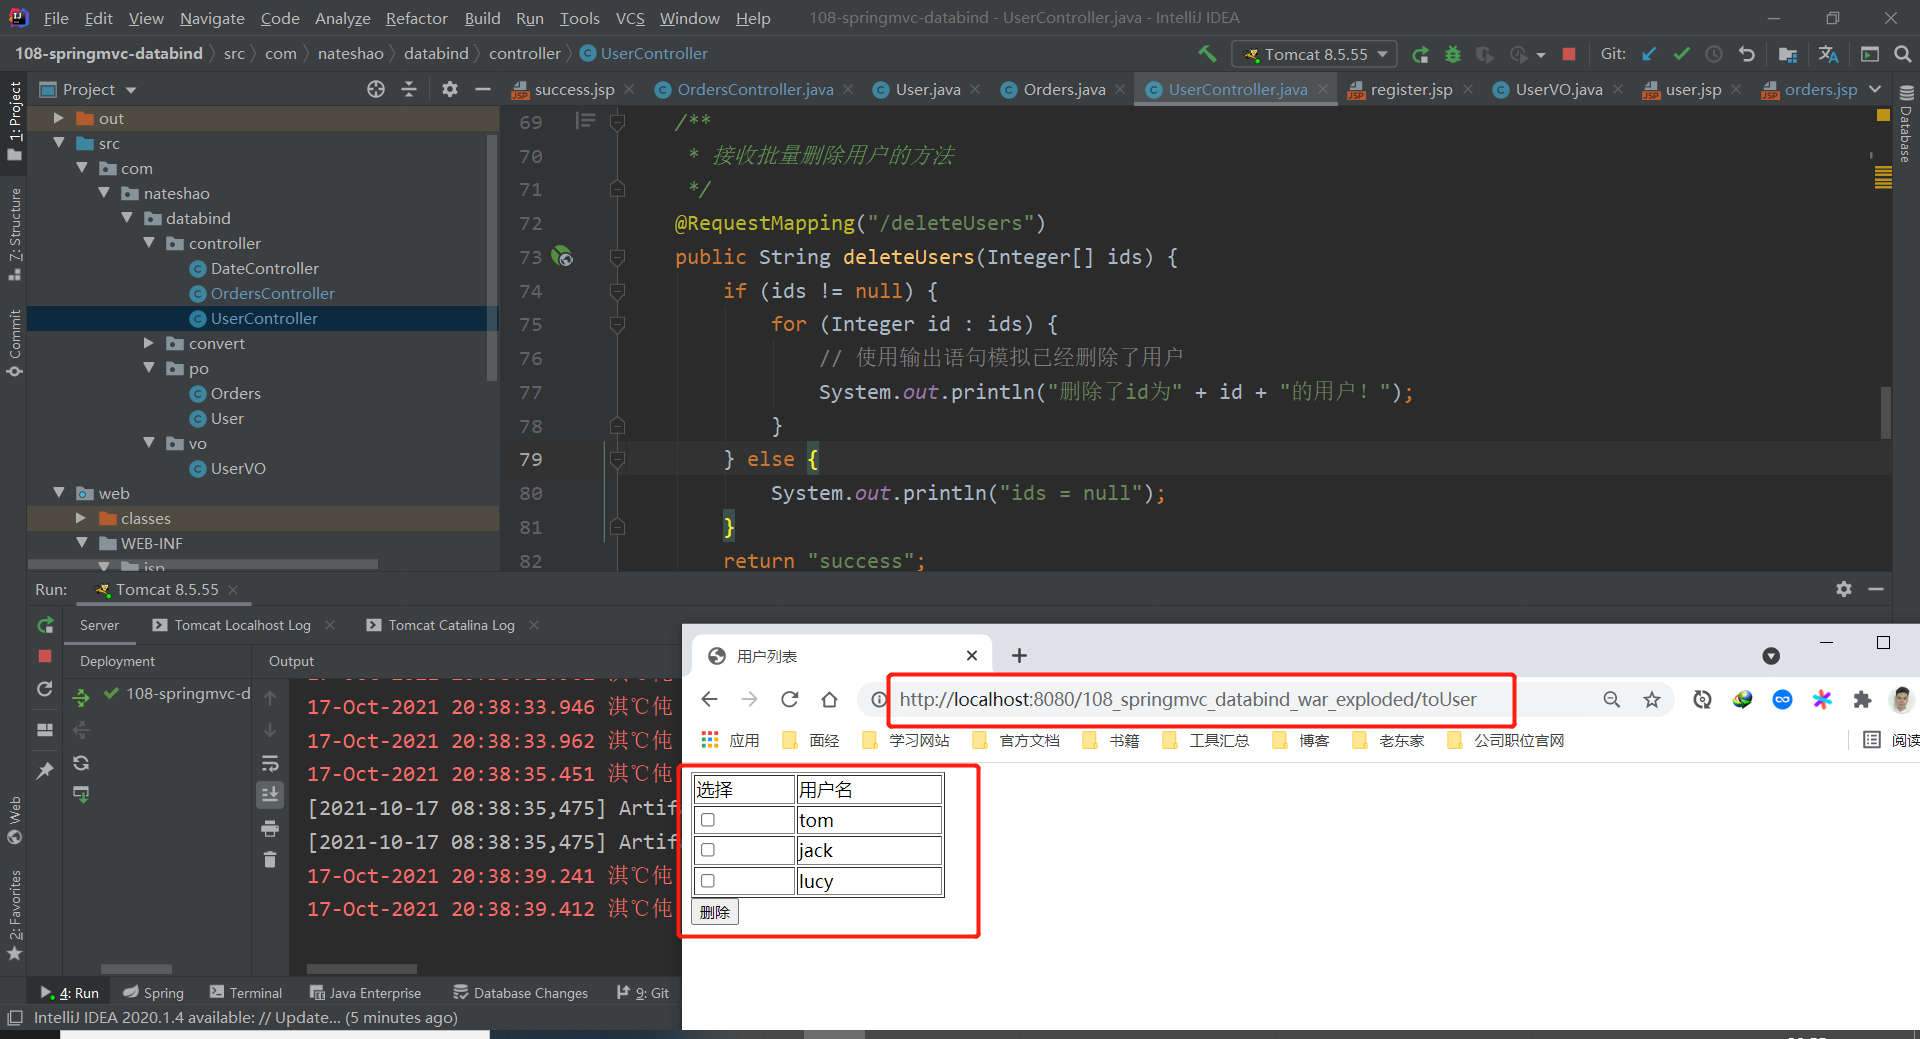 File Edit View Navigate Code Analyze Refactor Build Run Tools VCS Window Help 108-springmvc-databind - UserController.java - IntelliJ IDEA
108-springmvc-databind src com nateshao databind controller UserController Tomcat 8.5.55 Git:
Project success.jsp OrdersController.java User.java Orders.java UserController.java register.jsp UserVO.java user.jsp orders.jsp
1: Project
7: Structure
Commit
Web
2: Favorites
Database
out
src
com
nateshao
databind
controller
DateController
OrdersController
UserController
convert
po
Orders
User
vo
UserVO
web
classes
WEB-INF
jsp
69 /**
70 * 接收批量删除用户的方法
71 */
72 @RequestMapping("/deleteUsers")
73 public String deleteUsers(Integer[] ids) {
74 if (ids != null) {
75 for (Integer id : ids) {
76 // 使用输出语句模拟已经删除了用户
77 System.out.println("删除了id为" + id + "的用户！");
78 }
79 } else {
80 System.out.println("ids = null");
81 }
82 return "success";
Run: Tomcat 8.5.55
Server Tomcat Localhost Log Tomcat Catalina Log
Deployment Output
108-springmvc-d
17-Oct-2021 20:38:33.946 淇℃伅
17-Oct-2021 20:38:33.962 淇℃伅
17-Oct-2021 20:38:35.451 淇℃伅
[2021-10-17 08:38:35,475] Artif
[2021-10-17 08:38:35,475] Artif
17-Oct-2021 20:38:39.241 淇℃伅
17-Oct-2021 20:38:39.412 淇℃伅
用户列表
http://localhost:8080/108_springmvc_databind_war_exploded/toUser
应用 面经 学习网站 官方文档 书籍 工具汇总 博客 老东家 公司职位官网 阅读
选择 用户名
tom
jack
lucy
删除
4: Run Spring Terminal Java Enterprise Database Changes 9: Git
IntelliJ IDEA 2020.1.4 available: // Update... (5 minutes ago)